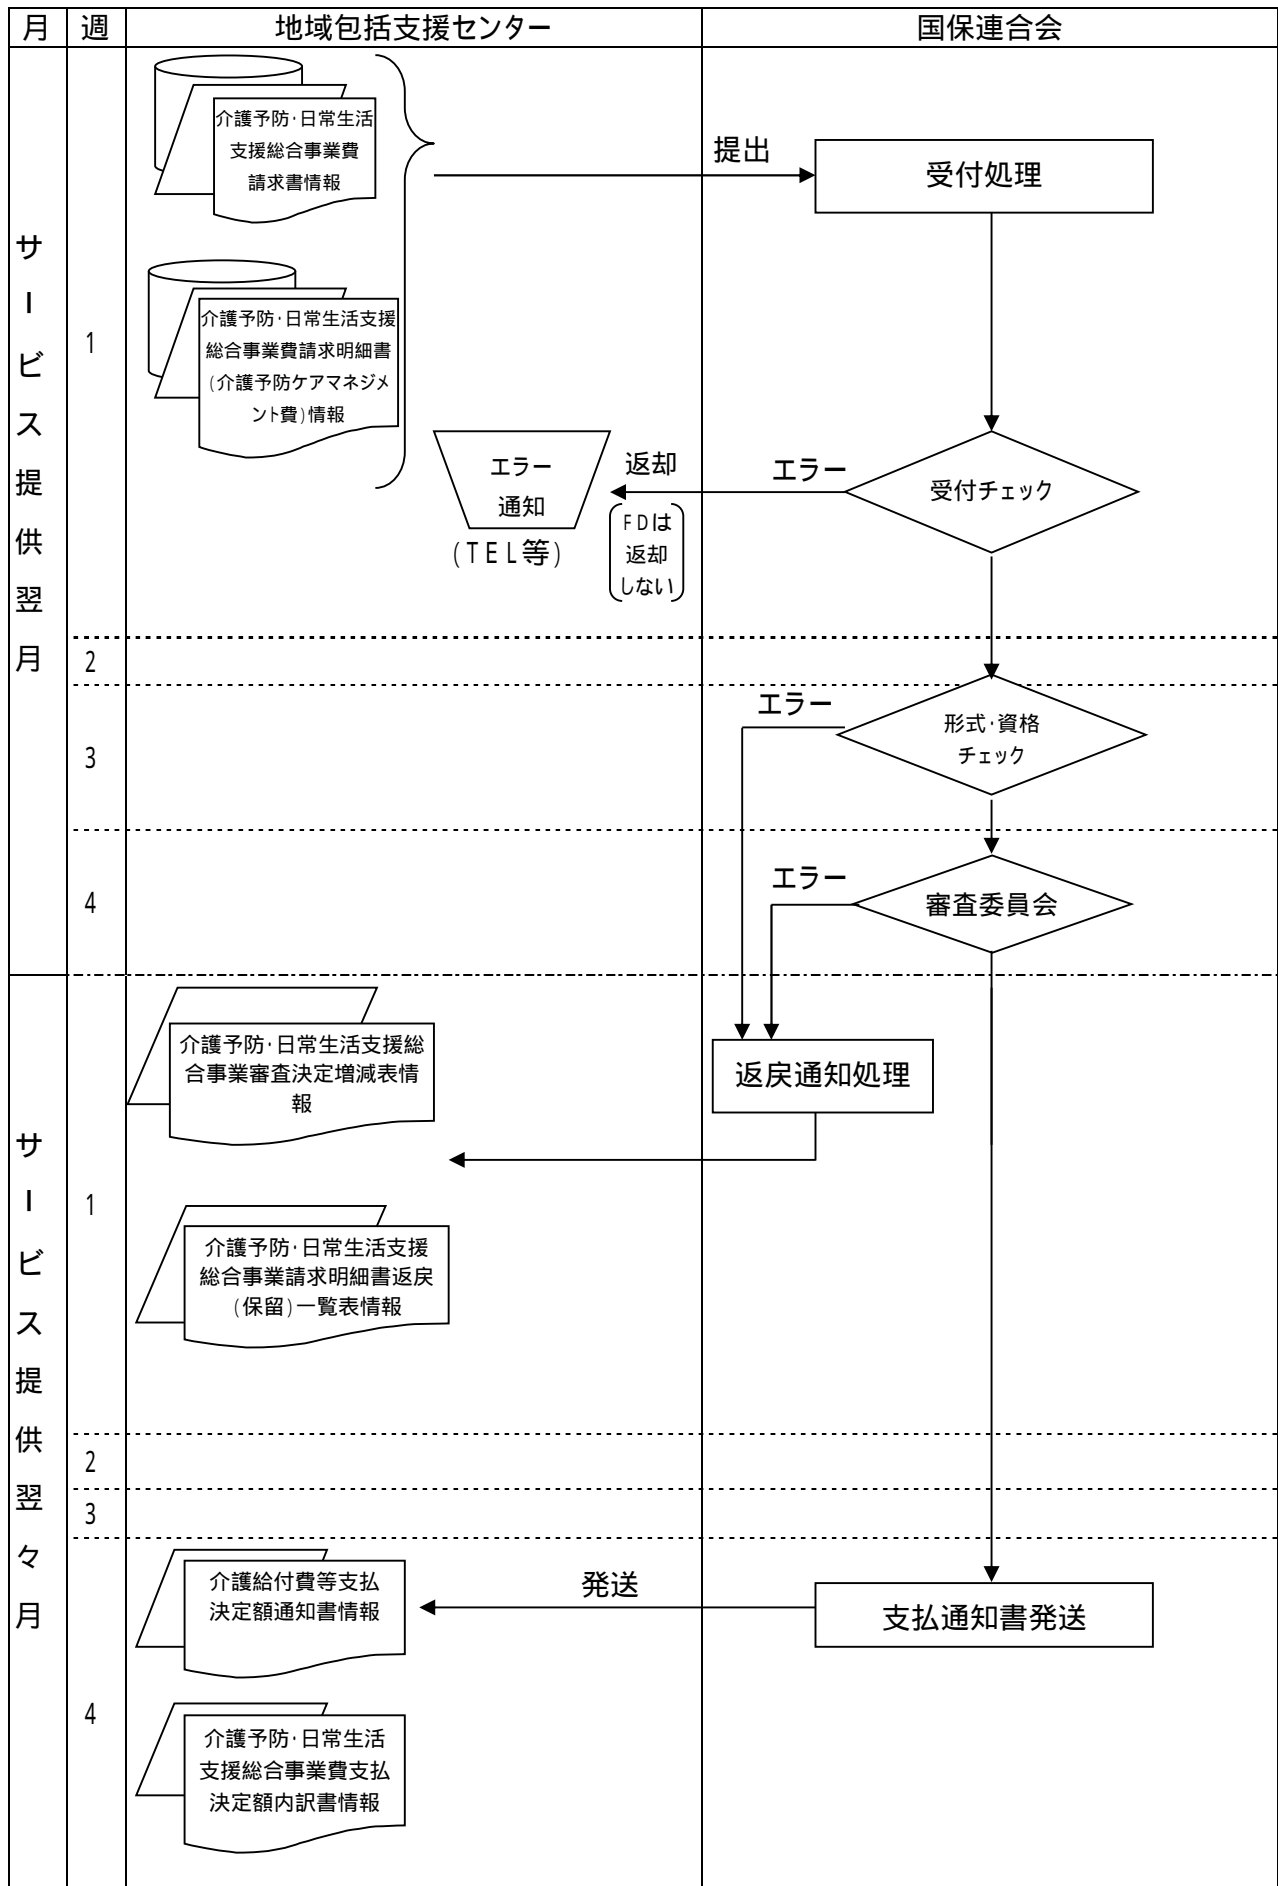 月 週 地域包括支援センター 国保連合会
サービス提供翌月
1
介護予防・日常生活
支援総合事業費
請求書情報
提出
受付処理
介護予防・日常生活支援
総合事業費請求明細書
(介護予防ケアマネジメ
ント費)情報
エラー
通知
(TEL等)
返却
FDは
返却
しない
エラー
受付チェック
2
3
エラー
形式・資格
チェック
4
エラー
審査委員会
サービス提供翌々月
1
介護予防・日常生活支援総
合事業審査決定増減表情
報
返戻通知処理
介護予防・日常生活支援
総合事業請求明細書返戻
(保留)一覧表情報
2
3
4
介護給付費等支払
決定額通知書情報
発送
支払通知書発送
介護予防・日常生活
支援総合事業費支払
決定額内訳書情報